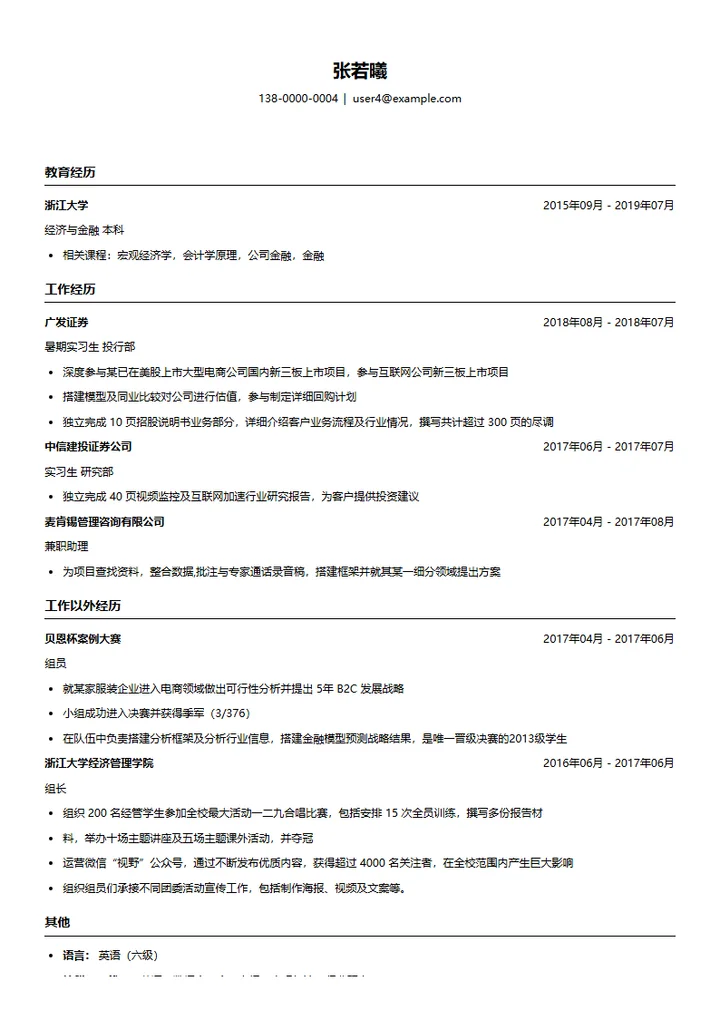 张若曦
138-0000-0004 | user4@example.com
教育经历
浙江大学 2015年09月 - 2019年07月
经济与金融 本科
• 相关课程：宏观经济学，会计学原理，公司金融，金融
工作经历
广发证券 2018年08月 - 2018年07月
暑期实习生 投行部
• 深度参与某已在美股上市大型电商公司国内新三板上市项目，参与互联网公司新三板上市项目
• 搭建模型及同业比较对公司进行估值，参与制定详细回购计划
• 独立完成 10 页招股说明书业务部分，详细介绍客户业务流程及行业情况，撰写共计超过 300 页的尽调
中信建投证券公司 2017年06月 - 2017年07月
实习生 研究部
• 独立完成 40 页视频监控及互联网加速行业研究报告，为客户提供投资建议
麦肯锡管理咨询有限公司 2017年04月 - 2017年08月
兼职助理
• 为项目查找资料，整合数据,批注与专家通话录音稿，搭建框架并就其某一细分领域提出方案
工作以外经历
贝恩杯案例大赛 2017年04月 - 2017年06月
组员
• 就某家服装企业进入电商领域做出可行性分析并提出 5年 B2C 发展战略
• 小组成功进入决赛并获得季军（3/376）
• 在队伍中负麦搭建分析框架及分析行业信息，搭建金融模型预测战略结果，是唯一晋级决赛的2013级学生
浙江大学经济管理学院 2016年06月 - 2017年06月
组长
• 组织 200 名经管学生参加全校最大活动一二九合唱比赛，包括安排 15 次全员训练，撰写多份报告材
• 料，举办十场主题讲座及五场主题课外活动，并夺冠
• 运营微信“视野”公众号，通过不断发布优质内容，获得超过 4000 名关注者，在全校范围内产生巨大影响
• 组织组员们承接不同团委活动宣传工作，包括制作海报、视频及文案等。
其他
• 语言： 英语（六级）